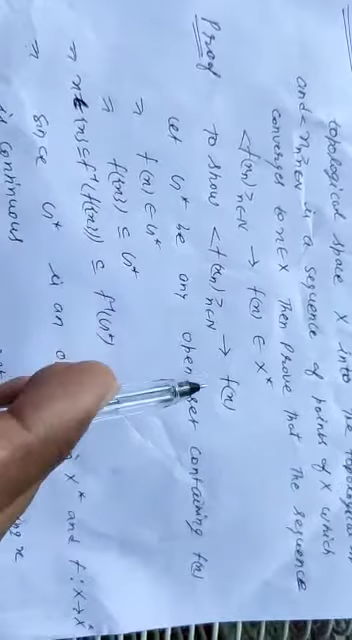 topological space X into the topological
and <xn>n∈N is a sequence of points of X which
converges to x∈X Then prove that the sequence
<f(xn)>n∈N → f(x) ∈ X*
Proof To show <f(xn)>n∈N → f(x)
Let G* be any open set containing f(x)
⇒ f(x) ∈ G*
⇒ f({x}) ⊆ G*
⇒ x∈{x} ⊆ f⁻¹(f({x})) ⊆ f⁻¹(G*)
⇒ Since G* is an X* and f: X→X*
is continuous x